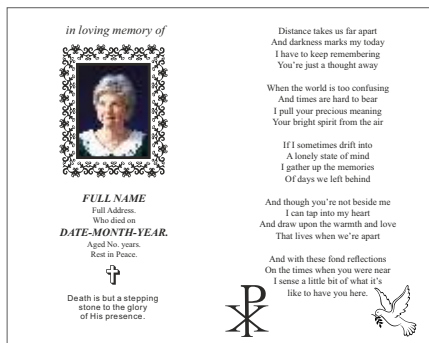 in loving memory of
FULL NAME
Full Address.
Who died on
DATE-MONTH-YEAR.
Aged No. years.
Rest in Peace.
Death is but a stepping
stone to the glory
of His presence.
Distance takes us far apart
And darkness marks my today
I have to keep remembering
You're just a thought away
When the world is too confusing
And times are hard to bear
I pull your precious meaning
Your bright spirit from the air
If I sometimes drift into
A lonely state of mind
I gather up the memories
Of days we left behind
And though you're not beside me
I can tap into my heart
And draw upon the warmth and love
That lives when we're apart
And with these fond reflections
On the times when you were near
I sense a little bit of what it's
like to have you here.